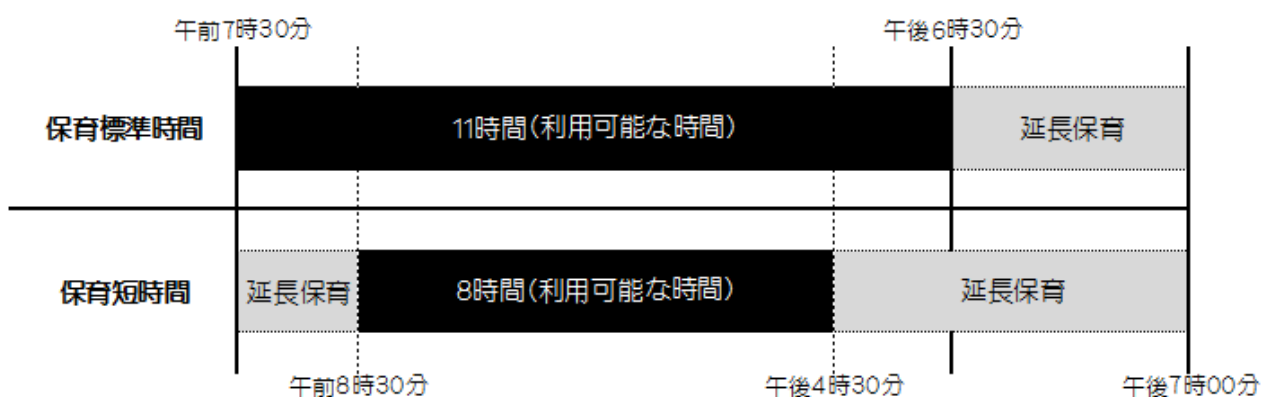 午前7時30分 午後6時30分
保育標準時間 11時間(利用可能な時間) 延長保育
保育短時間 延長保育 8時間(利用可能な時間) 延長保育
午前8時30分 午後4時30分 午後7時00分